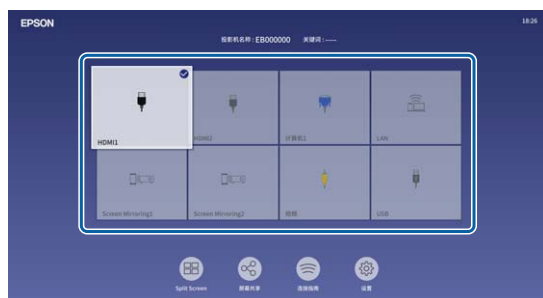 EPSON
18:26
投影机名称 : EB000000 关键词 : ----
HDMI1
HDMI2
计算机1
LAN
Screen Mirroring1
Screen Mirroring2
视频
USB
Split Screen
屏幕共享
连接指南
设置